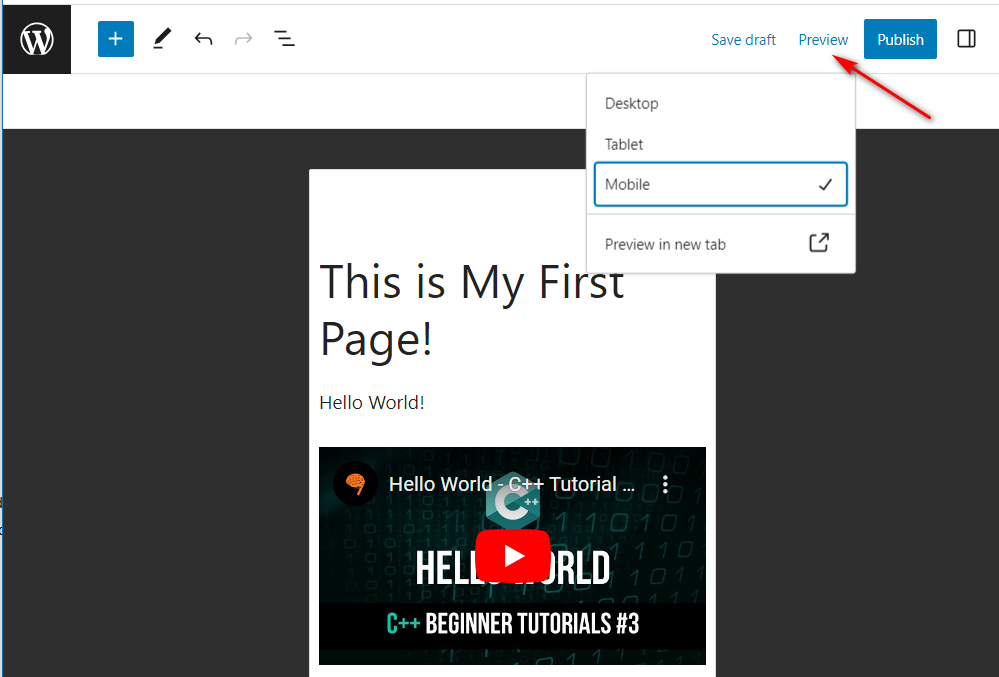 Save draft Preview Publish
Desktop
Tablet
Mobile
Preview in new tab
This is My First
Page!
Hello World!
Hello World - C++ Tutorial ...
C++
HELLO WORLD
C++ BEGINNER TUTORIALS #3